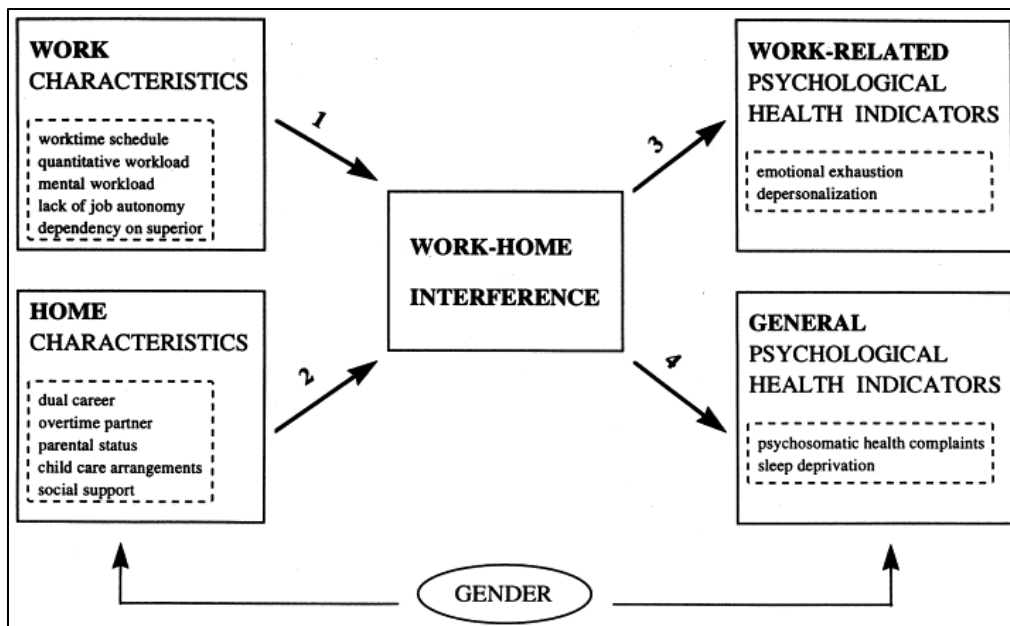 WORK
CHARACTERISTICS
worktime schedule
quantitative workload
mental workload
lack of job autonomy
dependency on superior
HOME
CHARACTERISTICS
dual career
overtime partner
parental status
child care arrangements
social support
1
2
WORK-HOME
INTERFERENCE
3
4
WORK-RELATED
PSYCHOLOGICAL
HEALTH INDICATORS
emotional exhaustion
depersonalization
GENERAL
PSYCHOLOGICAL
HEALTH INDICATORS
psychosomatic health complaints
sleep deprivation
GENDER